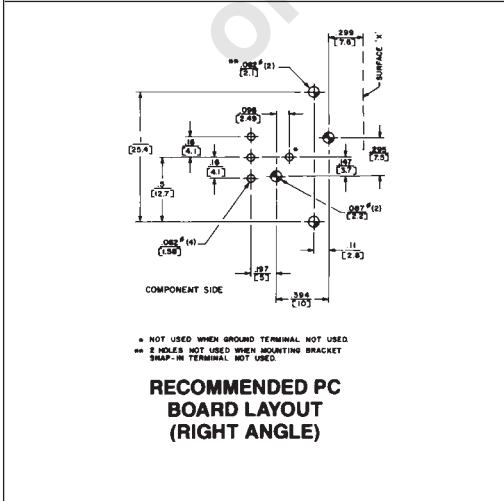 .299
[7.6]
SURFACE 'X'
** .082ø (2)
[2.1]
.098
[2.49]
*
1
[25.4]
.16
[4.1]
.295
[7.5]
.16
[4.1]
.147
[3.7]
.5
[12.7]
.087ø (2)
[2.2]
.062ø (4)
[1.58]
.11
[2.8]
.197
[5]
.394
[10]
COMPONENT SIDE
* NOT USED WHEN GROUND TERMINAL NOT USED.
** 2 HOLES NOT USED WHEN MOUNTING BRACKET
SNAP-IN TERMINAL NOT USED.
RECOMMENDED PC
BOARD LAYOUT
(RIGHT ANGLE)